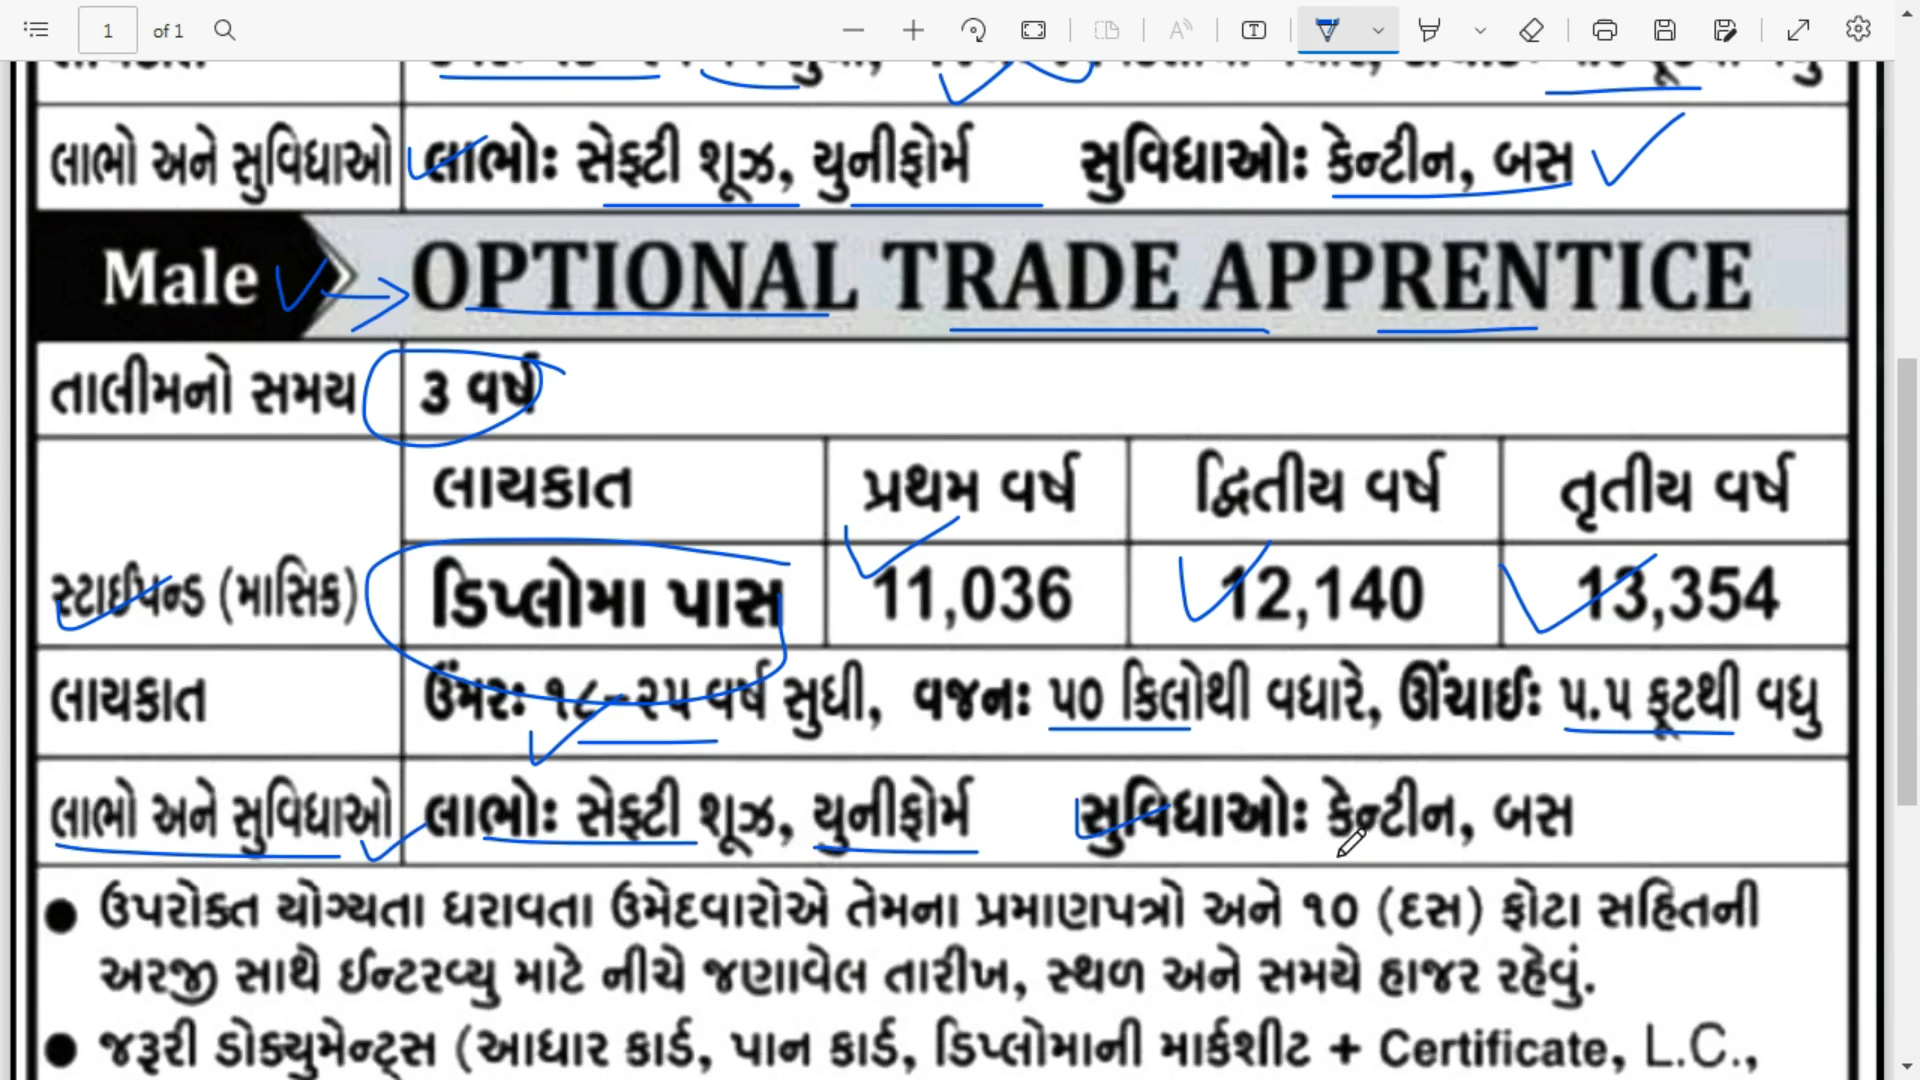 1 of 1
લાભો અને સુવિધાઓ લાભોઃ સેફ્ટી શૂઝ, યુનીફોર્મ સુવિધાઓઃ કેન્ટીન, બસ
Male OPTIONAL TRADE APPRENTICE
તાલીમનો સમય ૩ વર્ષ
લાયકાત પ્રથમ વર્ષ દ્વિતીય વર્ષ તૃતીય વર્ષ
સ્ટાઈપન્ડ (માસિક) ડિપ્લોમા પાસ 11,036 12,140 13,354
લાયકાત ઉંમરઃ ૧૮-૨૫ વર્ષ સુધી, વજનઃ ૫૦ કિલોથી વધારે, ઊંચાઈઃ ૫.૫ ફૂટથી વધુ
લાભો અને સુવિધાઓ લાભોઃ સેફ્ટી શૂઝ, યુનીફોર્મ સુવિધાઓઃ કેન્ટીન, બસ
● ઉપરોક્ત યોગ્યતા ધરાવતા ઉમેદવારોએ તેમના પ્રમાણપત્રો અને ૧૦ (દસ) ફોટા સહિતની
અરજી સાથે ઈન્ટરવ્યુ માટે નીચે જણાવેલ તારીખ, સ્થળ અને સમયે હાજર રહેવું.
● જરૂરી ડોક્યુમેન્ટ્સ (આધાર કાર્ડ, પાન કાર્ડ, ડિપ્લોમાની માર્કશીટ + Certificate, L.C.,